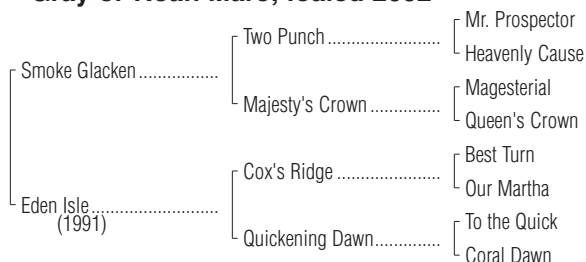 Gray or Roan Mare; foaled 2002
Mr. Prospector
Two Punch
Heavenly Cause
Smoke Glacken
Magesterial
Majesty's Crown
Queen's Crown
Best Turn
Cox's Ridge
Our Martha
Eden Isle
(1991)
To the Quick
Quickening Dawn
Coral Dawn